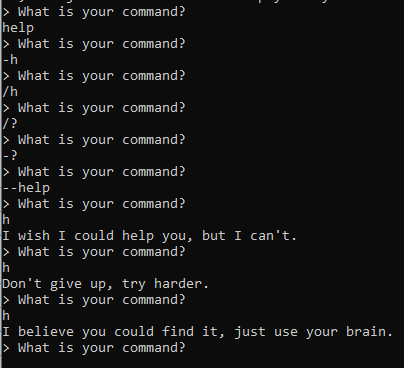 > What is your command?
help
> What is your command?
-h
> What is your command?
/h
> What is your command?
/?
> What is your command?
-?
> What is your command?
--help
> What is your command?
h
I wish I could help you, but I can't.
> What is your command?
h
Don't give up, try harder.
> What is your command?
h
I believe you could find it, just use your brain.
> What is your command?